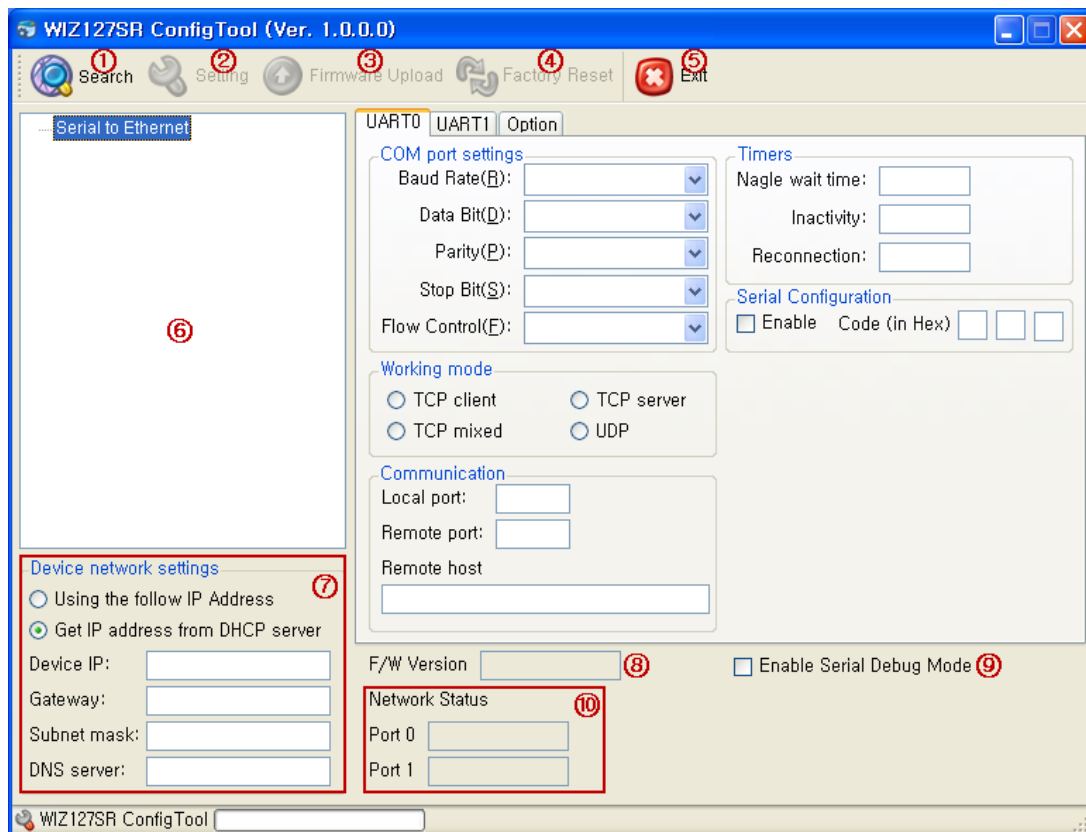 WIZ127SR ConfigTool (Ver. 1.0.0.0)
① ② ③ ④ ⑤
Search Setting Firmware Upload Factory Reset Exit
Serial to Ethernet
⑥
UART0 UART1 Option
COM port settings
Baud Rate(R):
Data Bit(D):
Parity(P):
Stop Bit(S):
Flow Control(F):
Timers
Nagle wait time:
Inactivity:
Reconnection:
Serial Configuration
Enable Code (in Hex)
Working mode
TCP client TCP server
TCP mixed UDP
Communication
Local port:
Remote port:
Remote host
Device network settings ⑦
Using the follow IP Address
Get IP address from DHCP server
Device IP:
Gateway:
Subnet mask:
DNS server:
F/W Version ⑧
Enable Serial Debug Mode ⑨
Network Status ⑩
Port 0
Port 1
WIZ127SR ConfigTool